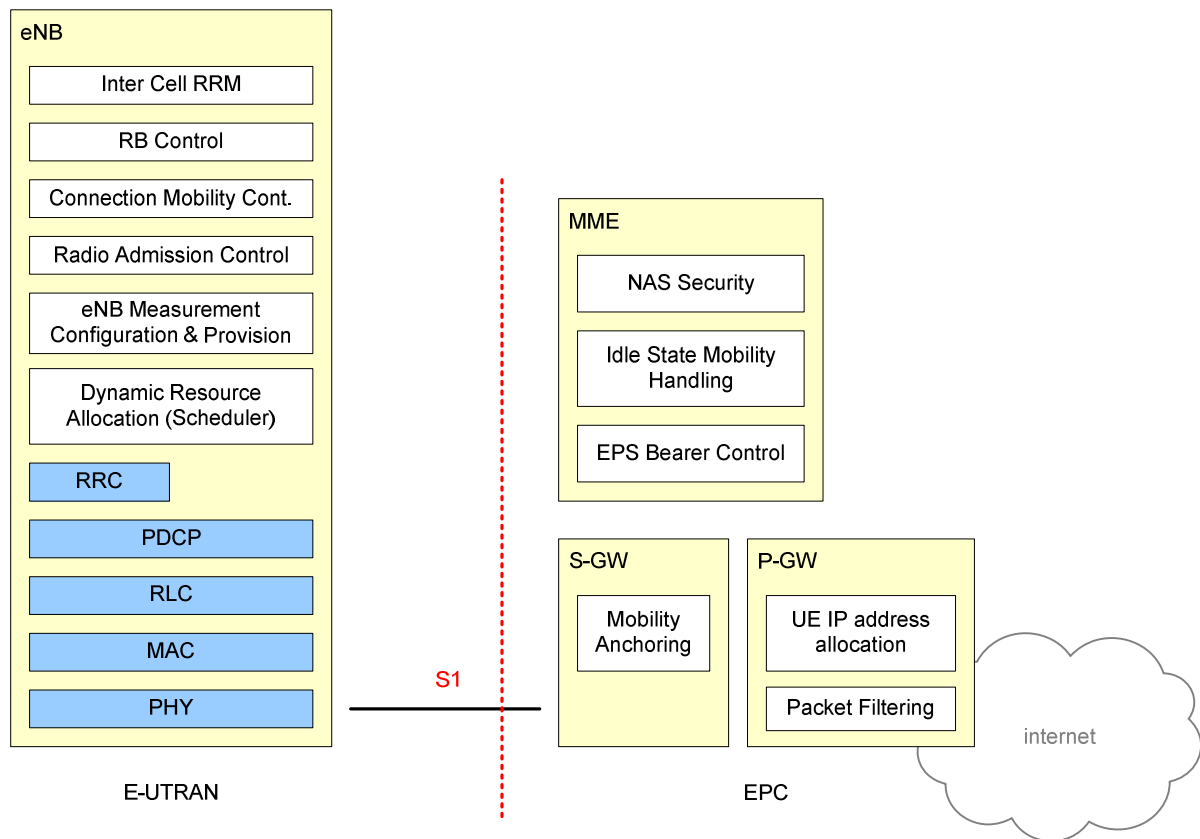 eNB
Inter Cell RRM
RB Control
Connection Mobility Cont.
Radio Admission Control
eNB Measurement
Configuration & Provision
Dynamic Resource
Allocation (Scheduler)
RRC
PDCP
RLC
MAC
PHY
S1
MME
NAS Security
Idle State Mobility
Handling
EPS Bearer Control
S-GW
Mobility
Anchoring
P-GW
UE IP address
allocation
Packet Filtering
internet
E-UTRAN
EPC